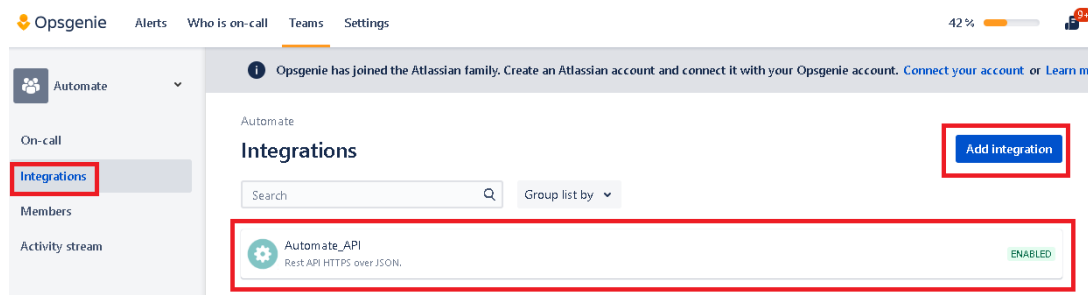 Opsgenie Alerts Who is on-call Teams Settings 42% 9+
Automate
On-call
Integrations
Members
Activity stream
Opsgenie has joined the Atlassian family. Create an Atlassian account and connect it with your Opsgenie account. Connect your account or Learn m
Automate
Integrations
Add integration
Search
Group list by
Automate_API
Rest API HTTPS over JSON.
ENABLED